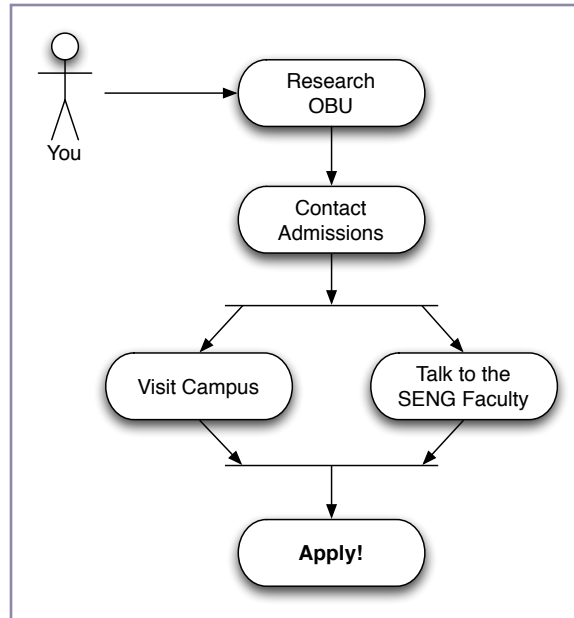 You
Research
OBU
Contact
Admissions
Visit Campus
Talk to the
SENG Faculty
Apply!